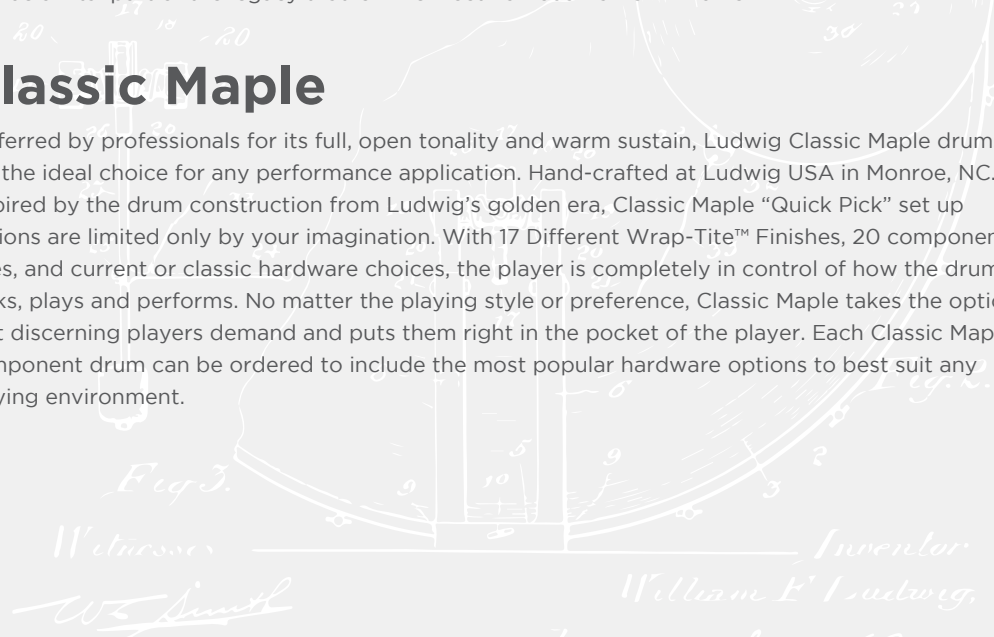 lassic Maple
ferred by professionals for its full, open tonality and warm sustain, Ludwig Classic Maple drum
the ideal choice for any performance application. Hand-crafted at Ludwig USA in Monroe, NC.
pired by the drum construction from Ludwig’s golden era, Classic Maple “Quick Pick” set up
ions are limited only by your imagination. With 17 Different Wrap-Tite™ Finishes, 20 componen
es, and current or classic hardware choices, the player is completely in control of how the drum
ks, plays and performs. No matter the playing style or preference, Classic Maple takes the optio
t discerning players demand and puts them right in the pocket of the player. Each Classic Map
mponent drum can be ordered to include the most popular hardware options to best suit any
ying environment.
Fig. 2.
Fig 3.
Witnesses
Inventor
William F Ludwig,